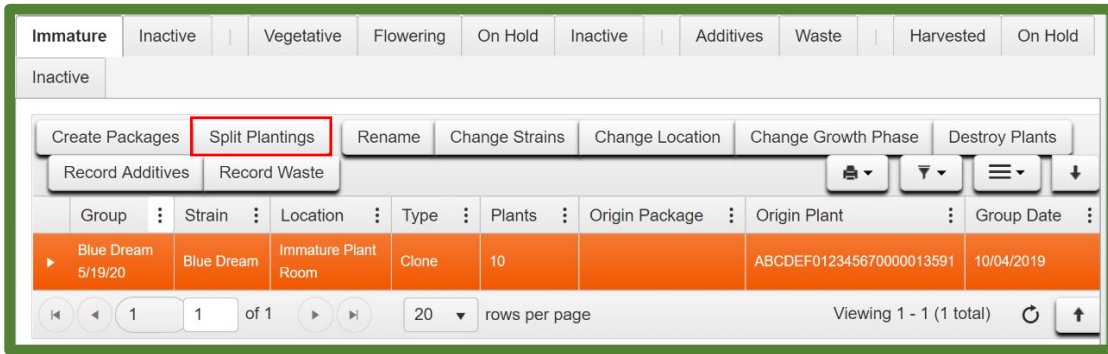 Immature Inactive Vegetative Flowering On Hold Inactive Additives Waste Harvested On Hold
Inactive
Create Packages Split Plantings Rename Change Strains Change Location Change Growth Phase Destroy Plants
Record Additives Record Waste
Group Strain Location Type Plants Origin Package Origin Plant Group Date
Blue Dream 5/19/20 Blue Dream Immature Plant Room Clone 10 ABCDEF012345670000013591 10/04/2019
1 1 of 1 20 rows per page Viewing 1 - 1 (1 total)